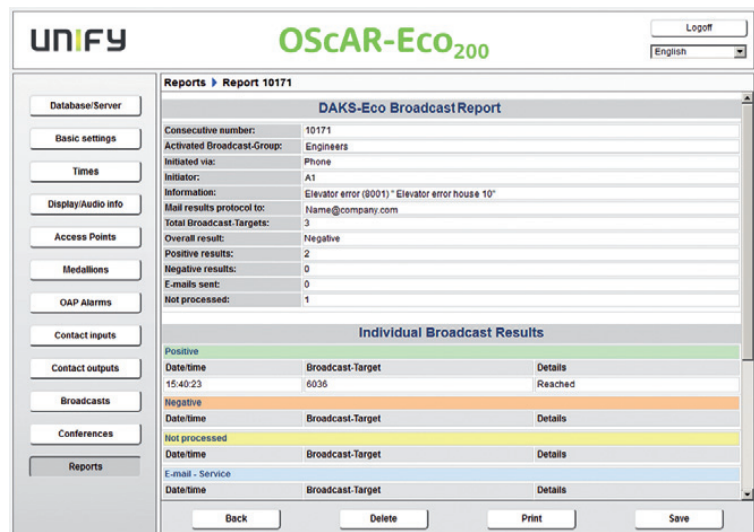 UNIFY
OScAR-Eco200
Logoff
English
Reports Report 10171
Database/Server
Basic settings
Times
Display/Audio info
Access Points
Medallions
OAP Alarms
Contact inputs
Contact outputs
Broadcasts
Conferences
Reports
DAKS-Eco Broadcast Report
Consecutive number: 10171
Activated Broadcast-Group: Engineers
Initiated via: Phone
Initiator: A1
Information: Elevator error (8001) " Elevator error house 10"
Mail results protocol to: Name@company.com
Total Broadcast-Targets: 3
Overall result: Negative
Positive results: 2
Negative results: 0
E-mails sent: 0
Not processed: 1
Individual Broadcast Results
Positive
Date/time Broadcast-Target Details
15:40:23 6036 Reached
Negative
Date/time Broadcast-Target Details
Not processed
Date/time Broadcast-Target Details
E-mail - Service
Date/time Broadcast-Target Details
Back Delete Print Save